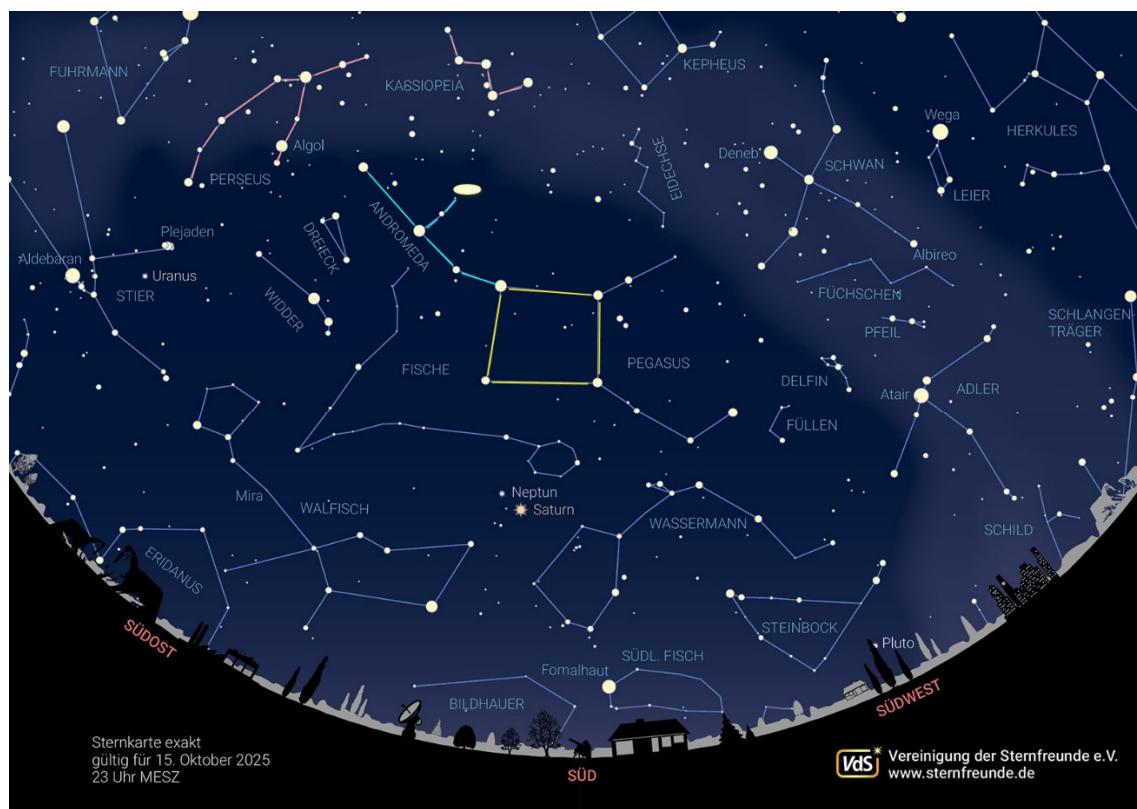 FUHRMANN
KASSIOPEIA
KEPHEUS
Wega
HERKULES
Algol
Deneb
SCHWAN
EIDECHSE
PERSEUS
LEIER
Plejaden
DREIECK
ANDROMEDA
Albireo
Aldebaran
Uranus
STIER
WIDDER
FÜCHSCHEN
SCHLANGEN-
TRÄGER
PFEIL
FISCHE
PEGASUS
DELFIN
Atair
ADLER
FÜLLEN
Mira
WALFISCH
Neptun
Saturn
WASSERMANN
SCHILD
ERIDANUS
STEINBOCK
SÜDOST
Pluto
Fomalhaut
SÜDL. FISCH
BILDHAUER
SÜDWEST
SÜD
Sternkarte exakt
gültig für 15. Oktober 2025
23 Uhr MESZ
VdS
Vereinigung der Sternfreunde e.V.
www.sternfreunde.de